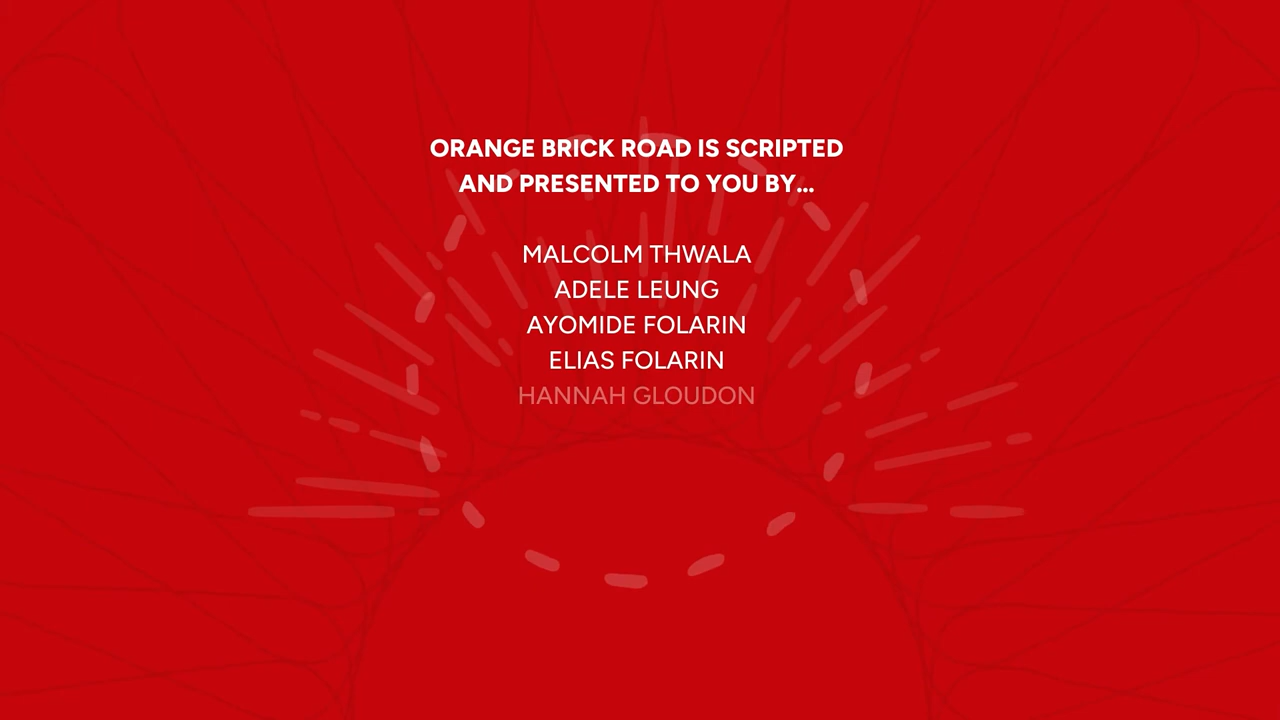 ORANGE BRICK ROAD IS SCRIPTED
AND PRESENTED TO YOU BY...
MALCOLM THWALA
ADELE LEUNG
AYOMIDE FOLARIN
ELIAS FOLARIN
HANNAH GLOUDON